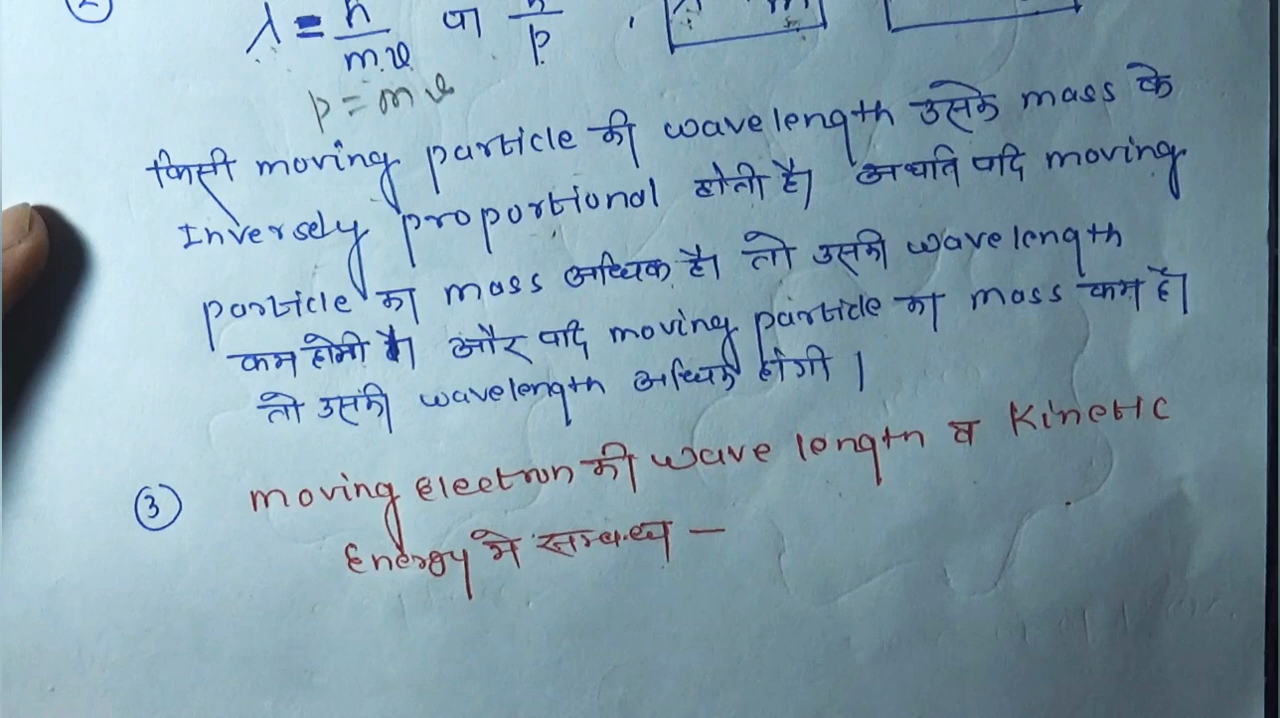 ②
λ = h/m.v या h/p ,
p = mv
किसी moving particle की wavelength उसके mass के
Inversely proportional होती है। अर्थात यदि moving
particle का mass अधिक है। तो उसकी wavelength
कम होगी है। और यदि moving particle का mass कम है।
तो उसकी wavelength अधिक होगी।
③ moving electron की wave length व Kinetic
Energy मे सम्बन्ध —